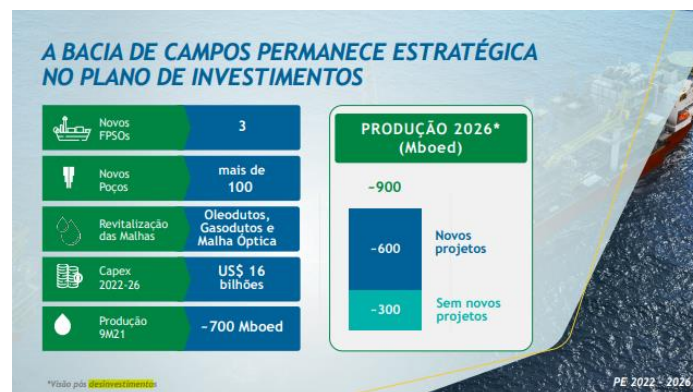 A BACIA DE CAMPOS PERMANECE ESTRATÉGICA
NO PLANO DE INVESTIMENTOS
Novos
FPSOs
3
Novos
Poços
mais de
100
Revitalização
das Malhas
Oleodutos,
Gasodutos e
Malha Óptica
Capex
2022-26
US$ 16
bilhões
Produção
9M21
~700 Mboed
PRODUÇÃO 2026*
(Mboed)
~900
~600
Novos
projetos
~300
Sem novos
projetos
*Visão pós desinvestimentos
PE 2022 - 2026